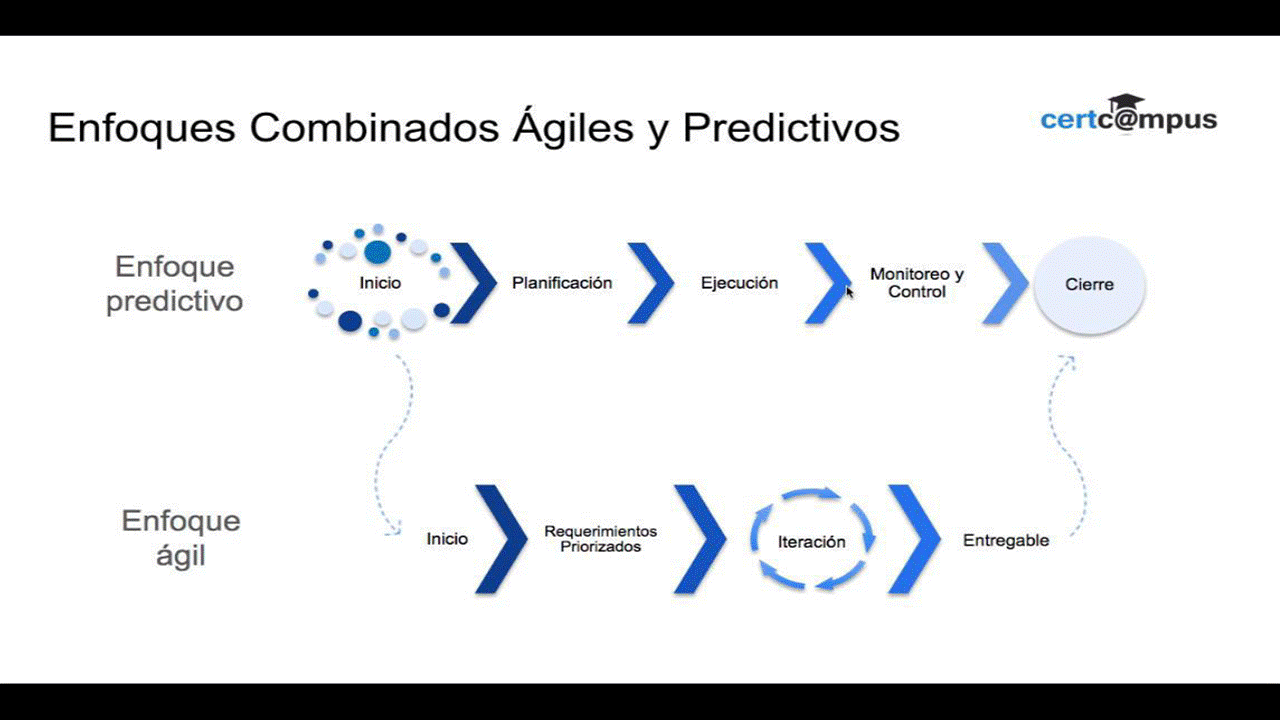 Enfoques Combinados Ágiles y Predictivos
certc@mpus
Enfoque
predictivo
Inicio
Planificación
Ejecución
Monitoreo y
Control
Cierre
Enfoque
ágil
Inicio
Requerimientos
Priorizados
Iteración
Entregable